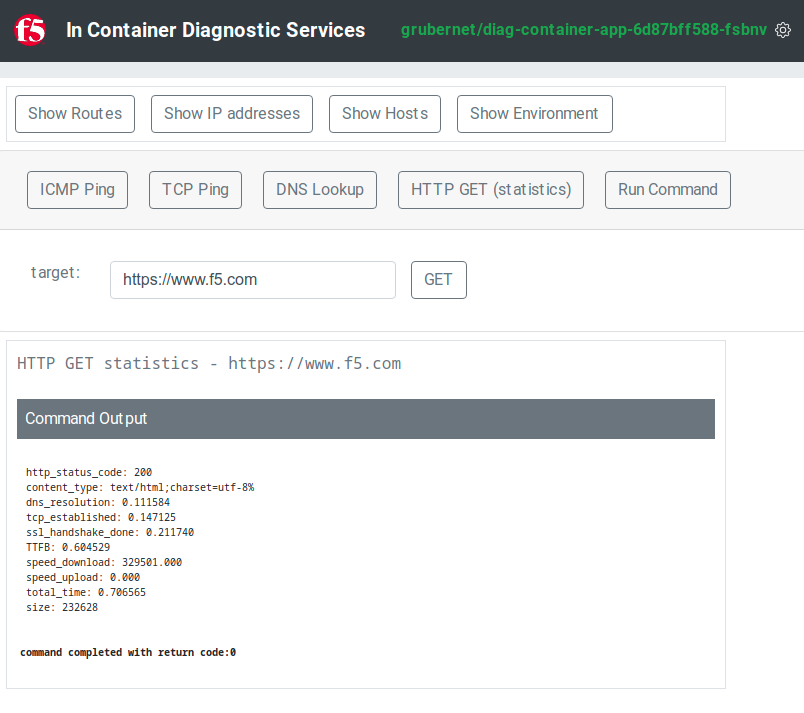 f5 In Container Diagnostic Services grubernet/diag-container-app-6d87bff588-fsbnv
Show Routes Show IP addresses Show Hosts Show Environment
ICMP Ping TCP Ping DNS Lookup HTTP GET (statistics) Run Command
target: https://www.f5.com GET
HTTP GET statistics - https://www.f5.com
Command Output
http_status_code: 200
content_type: text/html;charset=utf-8%
dns_resolution: 0.111584
tcp_established: 0.147125
ssl_handshake_done: 0.211740
TTFB: 0.604529
speed_download: 329501.000
speed_upload: 0.000
total_time: 0.706565
size: 232628
command completed with return code:0